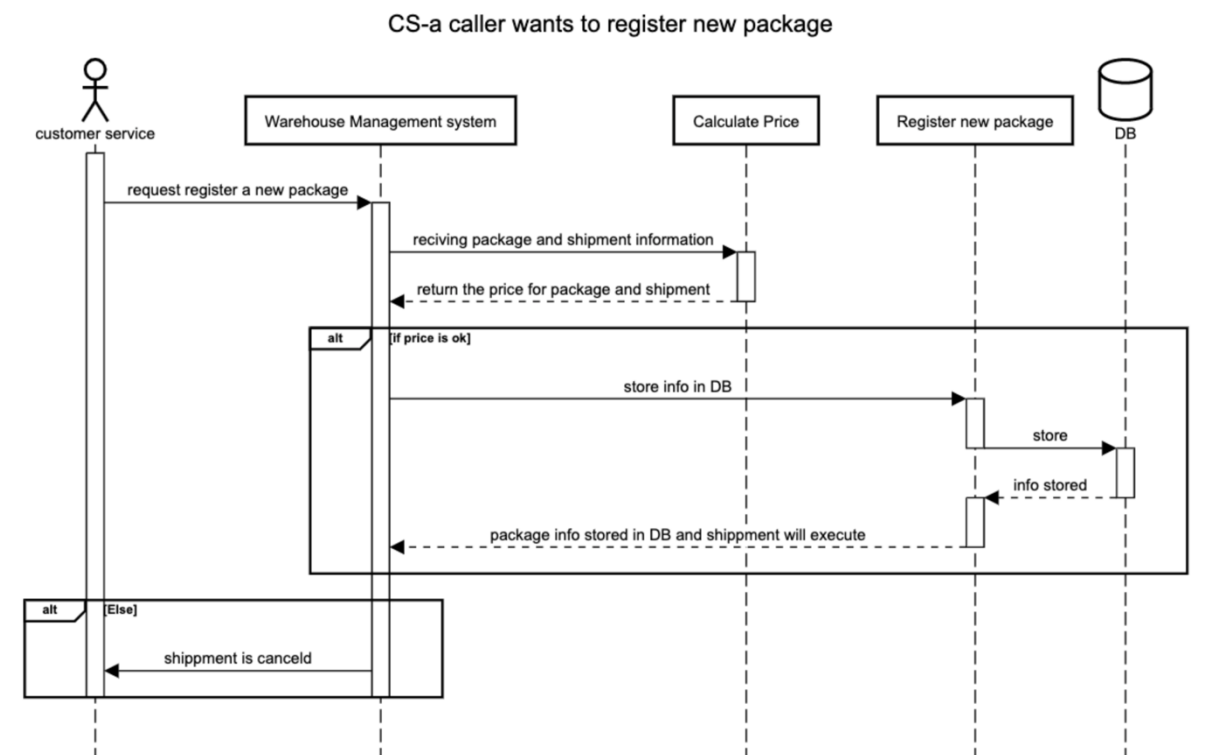 CS-a caller wants to register new package
customer service
Warehouse Management system
Calculate Price
Register new package
DB
request register a new package
reciving package and shipment information
return the price for package and shipment
alt
[if price is ok]
store info in DB
store
info stored
package info stored in DB and shippment will execute
alt
[Else]
shippment is canceld